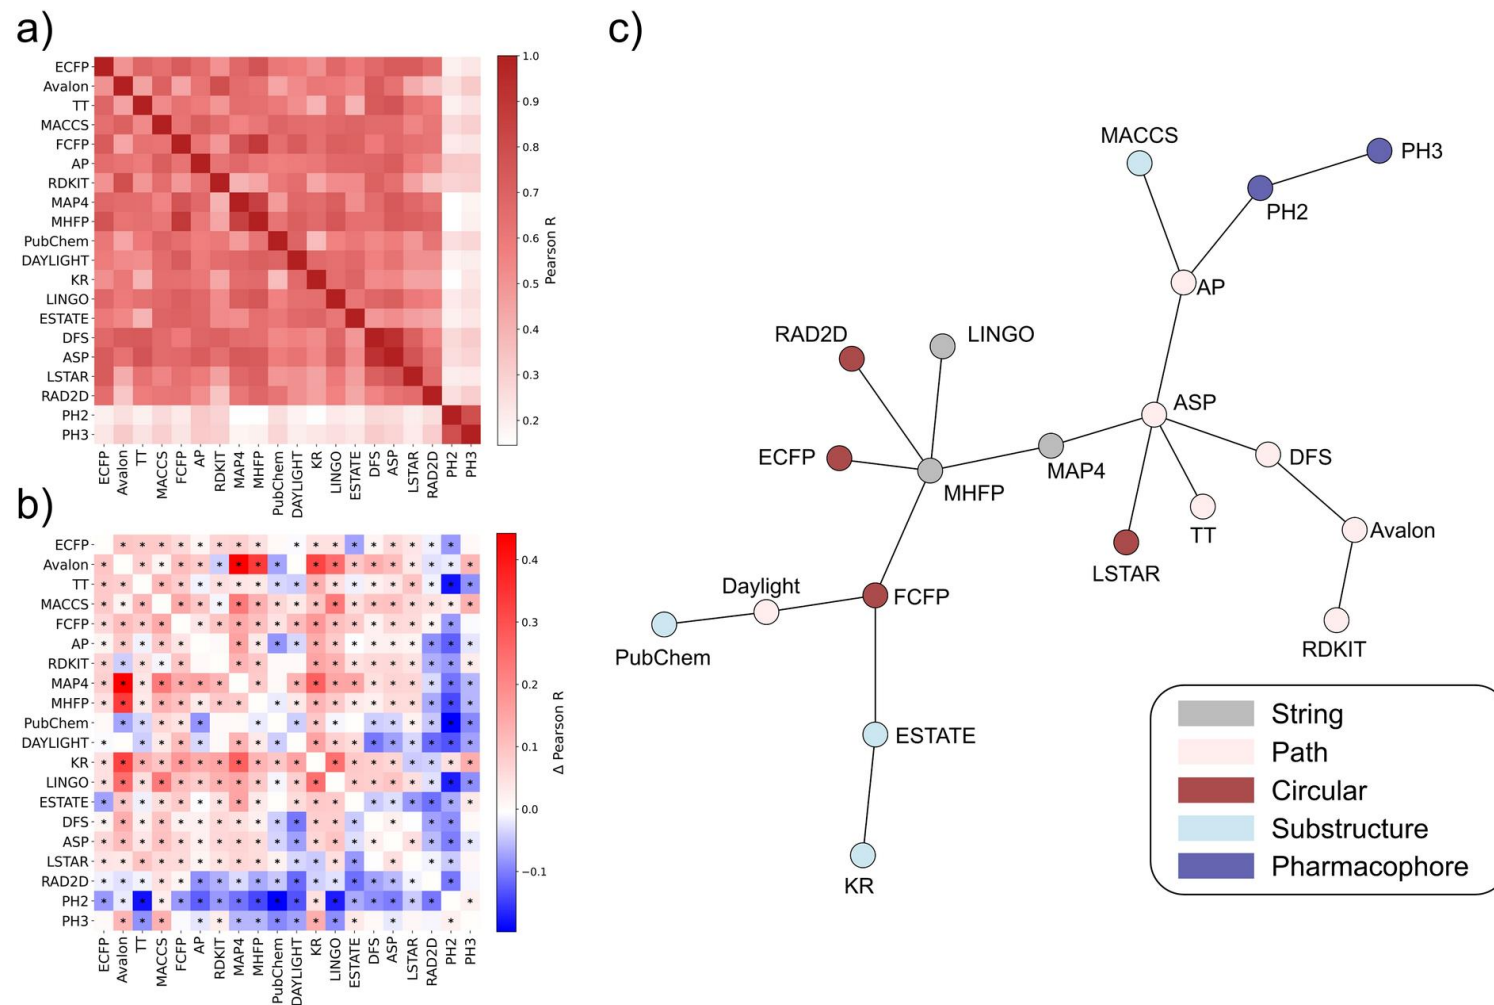 a)
ECFP
Avalon
TT
MACCS
FCFP
AP
RDKIT
MAP4
MHFP
PubChem
DAYLIGHT
KR
LINGO
ESTATE
DFS
ASP
LSTAR
RAD2D
PH2
PH3
ECFP
Avalon
TT
MACCS
FCFP
AP
RDKIT
MAP4
MHFP
PubChem
DAYLIGHT
KR
LINGO
ESTATE
DFS
ASP
LSTAR
RAD2D
PH2
PH3
1.0
0.9
0.8
0.7
0.6
0.5
0.4
0.3
0.2
Pearson R
b)
ECFP
Avalon
TT
MACCS
FCFP
AP
RDKIT
MAP4
MHFP
PubChem
DAYLIGHT
KR
LINGO
ESTATE
DFS
ASP
LSTAR
RAD2D
PH2
PH3
ECFP
Avalon
TT
MACCS
FCFP
AP
RDKIT
MAP4
MHFP
PubChem
DAYLIGHT
KR
LINGO
ESTATE
DFS
ASP
LSTAR
RAD2D
PH2
PH3
0.4
0.3
0.2
0.1
0.0
−0.1
Δ Pearson R
c)
MACCS
PH3
PH2
AP
RAD2D
LINGO
ASP
ECFP
MAP4
DFS
MHFP
TT
Avalon
LSTAR
Daylight
FCFP
RDKIT
PubChem
ESTATE
KR
String
Path
Circular
Substructure
Pharmacophore